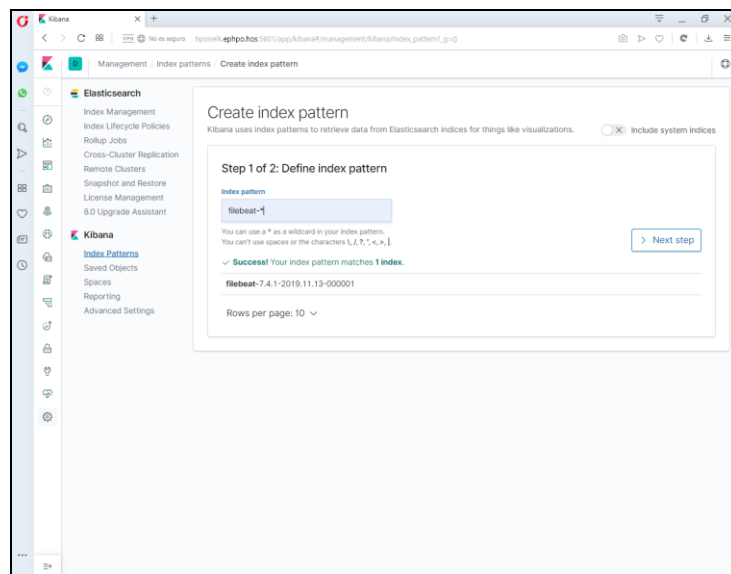 Kibana
VPN
No es seguro hponelk.ephpo.hos:5601/app/kibana#/management/kibana/index_pattern?_g=()
D Management / Index patterns / Create index pattern
Elasticsearch
Index Management
Index Lifecycle Policies
Rollup Jobs
Cross-Cluster Replication
Remote Clusters
Snapshot and Restore
License Management
8.0 Upgrade Assistant
Kibana
Index Patterns
Saved Objects
Spaces
Reporting
Advanced Settings
Create index pattern
Kibana uses index patterns to retrieve data from Elasticsearch indices for things like visualizations.
Include system indices
Step 1 of 2: Define index pattern
Index pattern
filebeat-*
You can use a * as a wildcard in your index pattern.
You can't use spaces or the characters \, /, ?, ", <, >, |.
Next step
Success! Your index pattern matches 1 index.
filebeat-7.4.1-2019.11.13-000001
Rows per page: 10